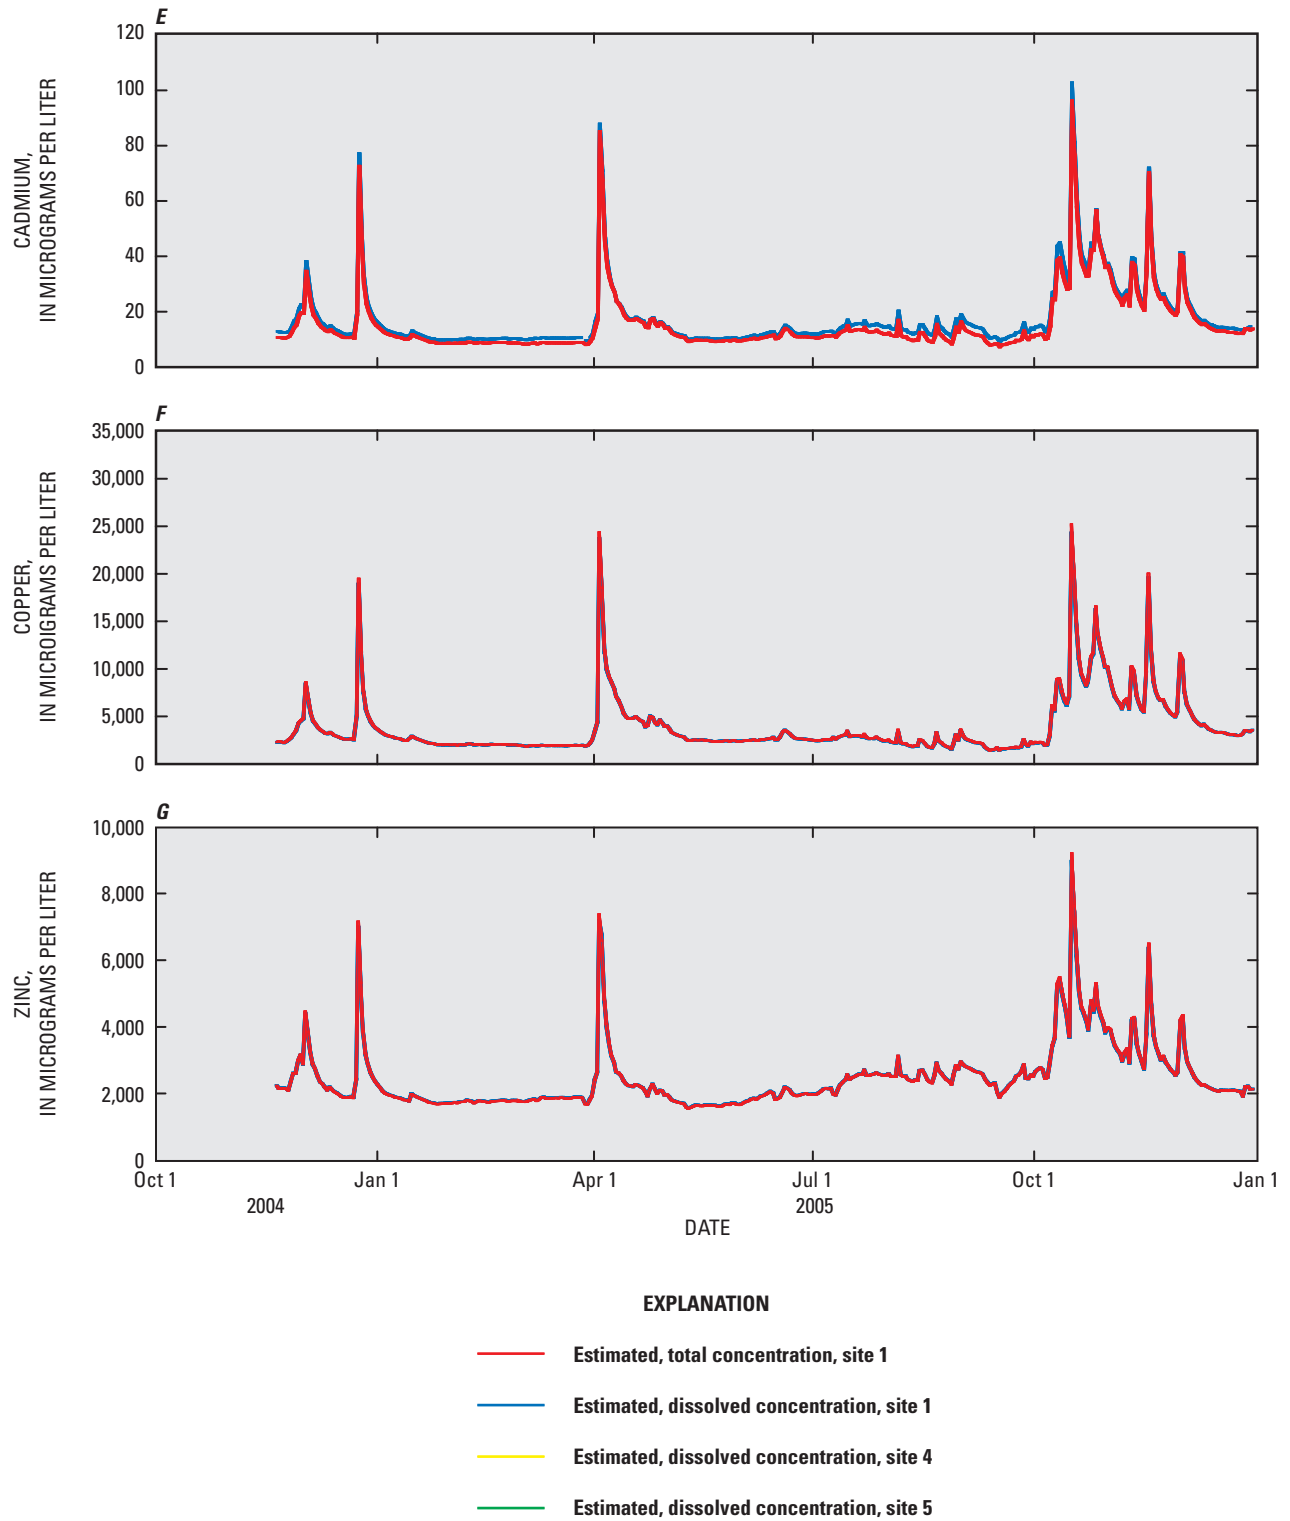 E
120
100
80
60
40
20
0
CADMIUM,
IN MICROGRAMS PER LITER
F
35,000
30,000
25,000
20,000
15,000
10,000
5,000
0
COPPER,
IN MICROIGRAMS PER LITER
G
10,000
8,000
6,000
4,000
2,000
0
ZINC,
IN MICROGRAMS PER LITER
Oct 1 Jan 1 Apr 1 Jul 1 Oct 1 Jan 1
2004 2005
DATE
EXPLANATION
Estimated, total concentration, site 1
Estimated, dissolved concentration, site 1
Estimated, dissolved concentration, site 4
Estimated, dissolved concentration, site 5